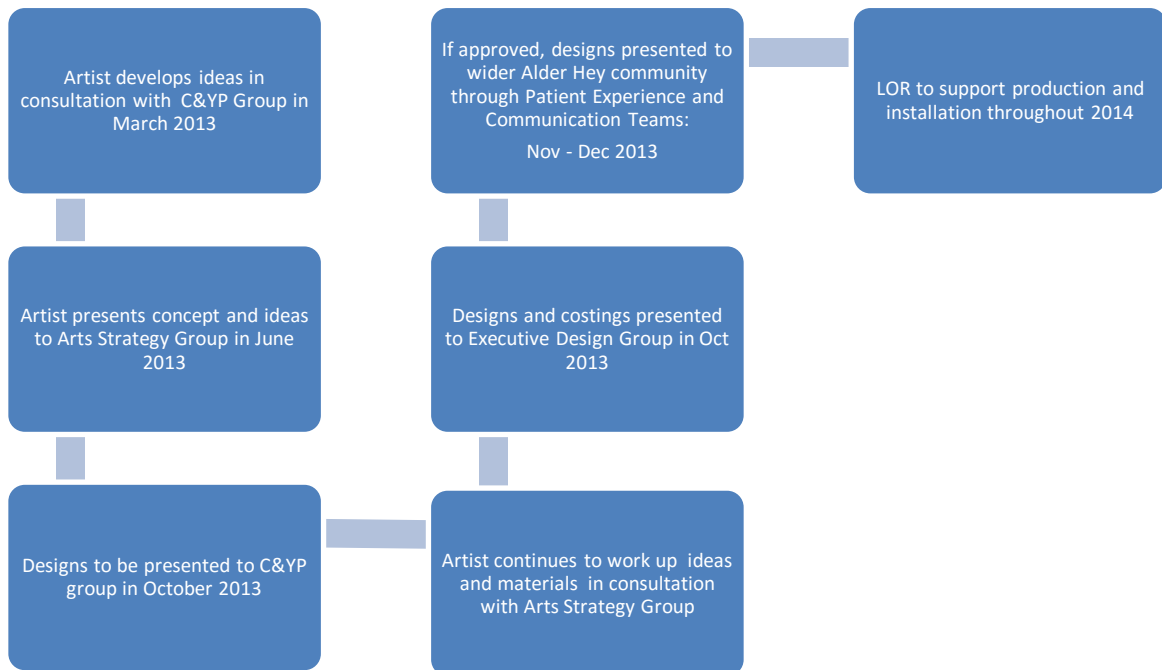 Artist develops ideas in
consultation with C&YP Group in
March 2013
Artist presents concept and ideas
to Arts Strategy Group in June
2013
Designs to be presented to C&YP
group in October 2013
Artist continues to work up ideas
and materials in consultation
with Arts Strategy Group
Designs and costings presented
to Executive Design Group in Oct
2013
If approved, designs presented to
wider Alder Hey community
through Patient Experience and
Communication Teams:
Nov - Dec 2013
LOR to support production and
installation throughout 2014